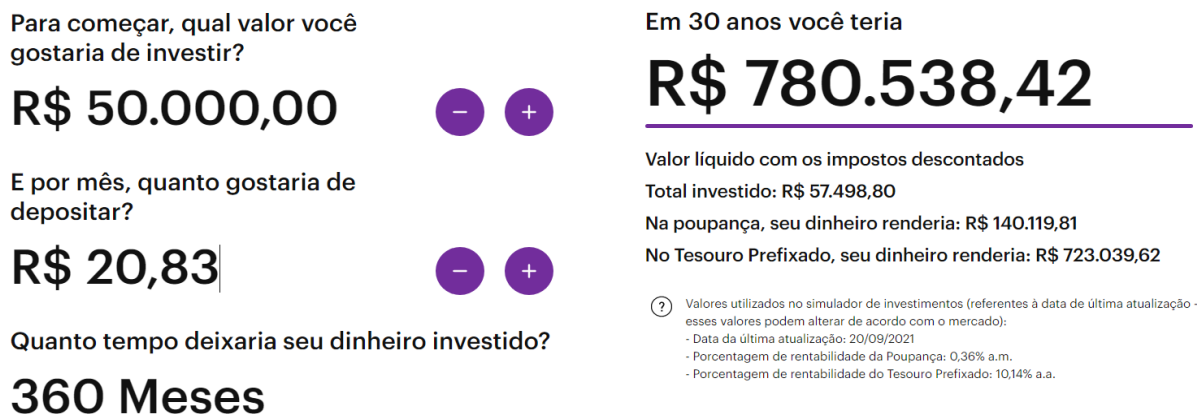 Para começar, qual valor você
gostaria de investir?
R$ 50.000,00
E por mês, quanto gostaria de
depositar?
R$ 20,83
Quanto tempo deixaria seu dinheiro investido?
360 Meses
Em 30 anos você teria
R$ 780.538,42
Valor líquido com os impostos descontados
Total investido: R$ 57.498,80
Na poupança, seu dinheiro renderia: R$ 140.119,81
No Tesouro Prefixado, seu dinheiro renderia: R$ 723.039,62
Valores utilizados no simulador de investimentos (referentes à data de última atualização -
esses valores podem alterar de acordo com o mercado):
- Data da última atualização: 20/09/2021
- Porcentagem de rentabilidade da Poupança: 0,36% a.m.
- Porcentagem de rentabilidade do Tesouro Prefixado: 10,14% a.a.